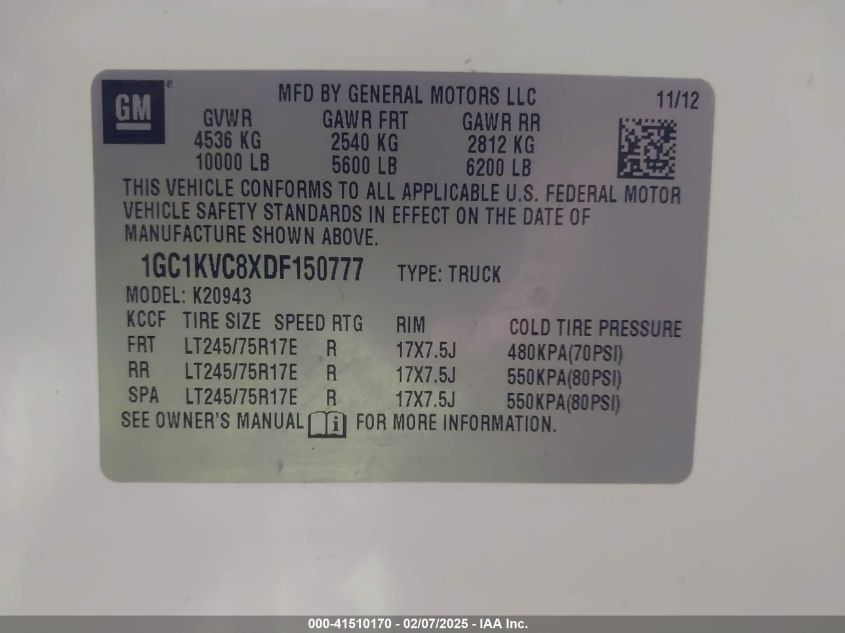 GM® MFD BY GENERAL MOTORS LLC 11/12
GVWR GAWR FRT GAWR RR
4536 KG 2540 KG 2812 KG
10000 LB 5600 LB 6200 LB
THIS VEHICLE CONFORMS TO ALL APPLICABLE U.S. FEDERAL MOTOR
VEHICLE SAFETY STANDARDS IN EFFECT ON THE DATE OF
MANUFACTURE SHOWN ABOVE.
1GC1KVC8XDF150777 TYPE: TRUCK
MODEL: K20943
KCCF TIRE SIZE SPEED RTG RIM COLD TIRE PRESSURE
FRT LT245/75R17E R 17X7.5J 480KPA(70PSI)
RR LT245/75R17E R 17X7.5J 550KPA(80PSI)
SPA LT245/75R17E R 17X7.5J 550KPA(80PSI)
SEE OWNER'S MANUAL i FOR MORE INFORMATION.
000-41510170 - 02/07/2025 - IAA Inc.